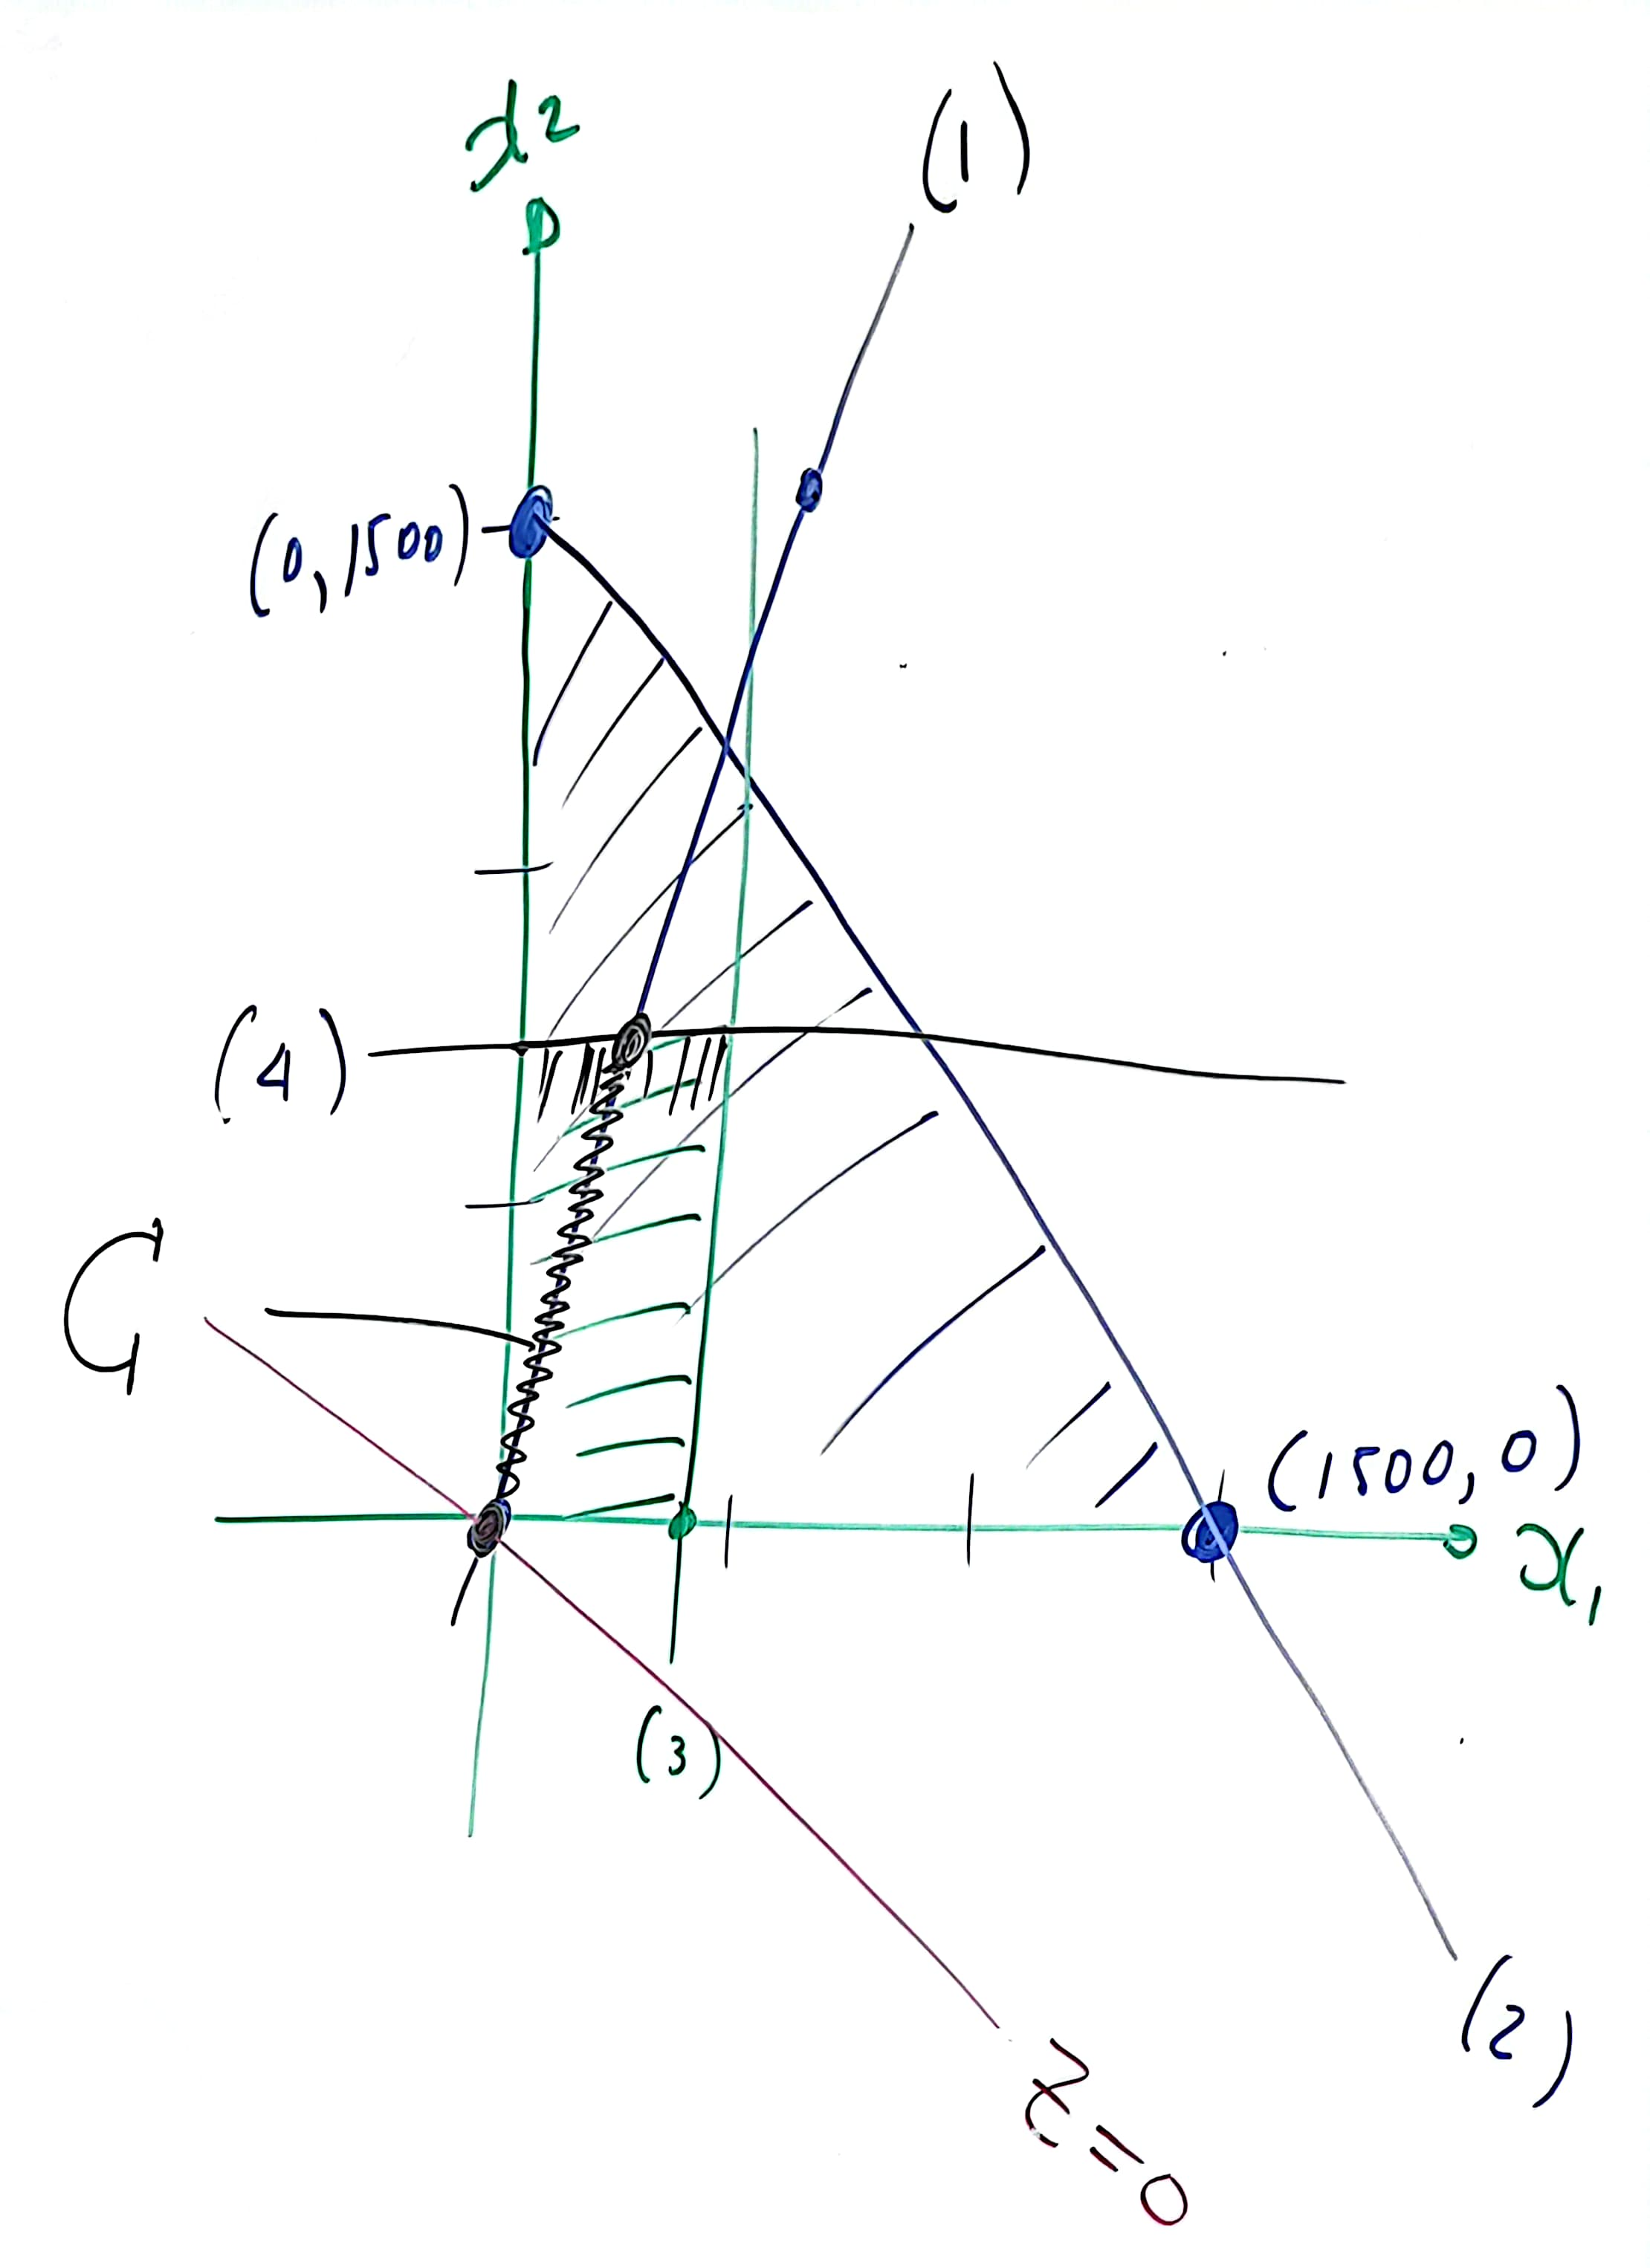 x2
(1)
(0,1500)
(4)
G
(1500,0)
x1
(3)
(2)
Z=0